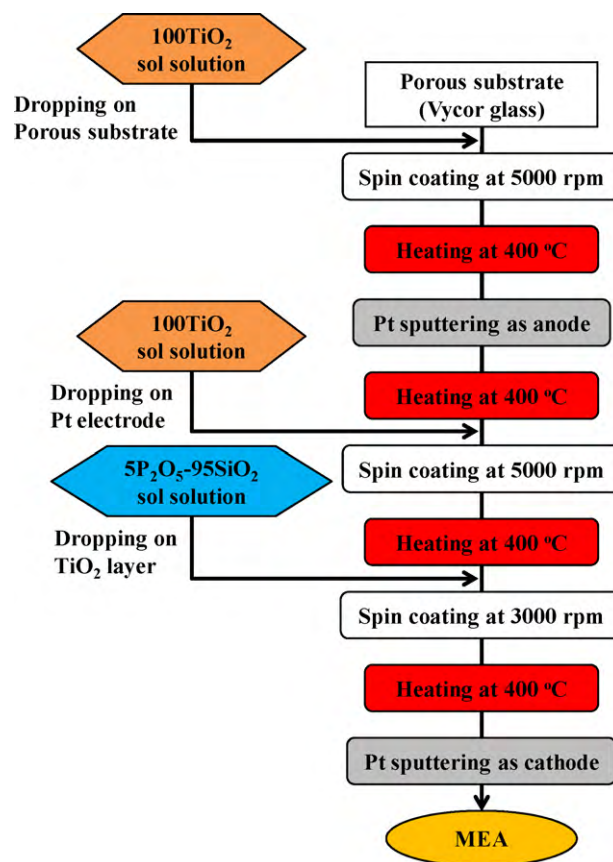 100TiO₂
sol solution
Dropping on
Porous substrate
Porous substrate
(Vycor glass)
Spin coating at 5000 rpm
Heating at 400 ºC
Pt sputtering as anode
100TiO₂
sol solution
Dropping on
Pt electrode
Heating at 400 ºC
5P₂O₅-95SiO₂
sol solution
Spin coating at 5000 rpm
Dropping on
TiO₂ layer
Heating at 400 ºC
Spin coating at 3000 rpm
Heating at 400 ºC
Pt sputtering as cathode
MEA